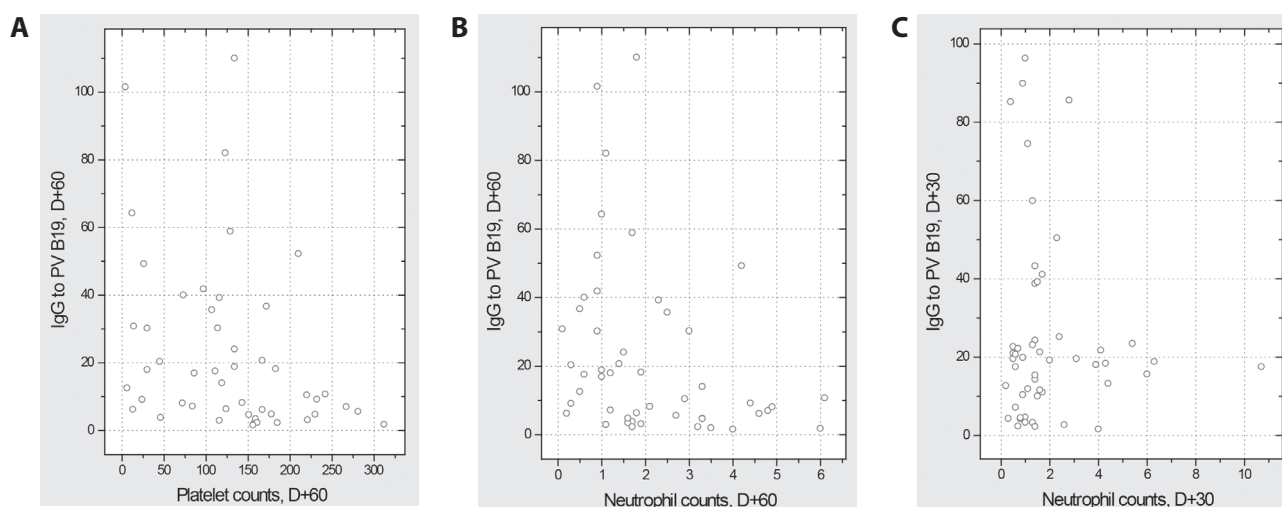 A
B
C
IgG to PV B19, D+60
100
80
60
40
20
0
0 50 100 150 200 250 300
Platelet counts, D+60
IgG to PV B19, D+60
100
80
60
40
20
0
0 1 2 3 4 5 6
Neutrophil counts, D+60
IgG to PV B19, D+30
100
80
60
40
20
0
0 2 4 6 8 10
Neutrophil counts, D+30